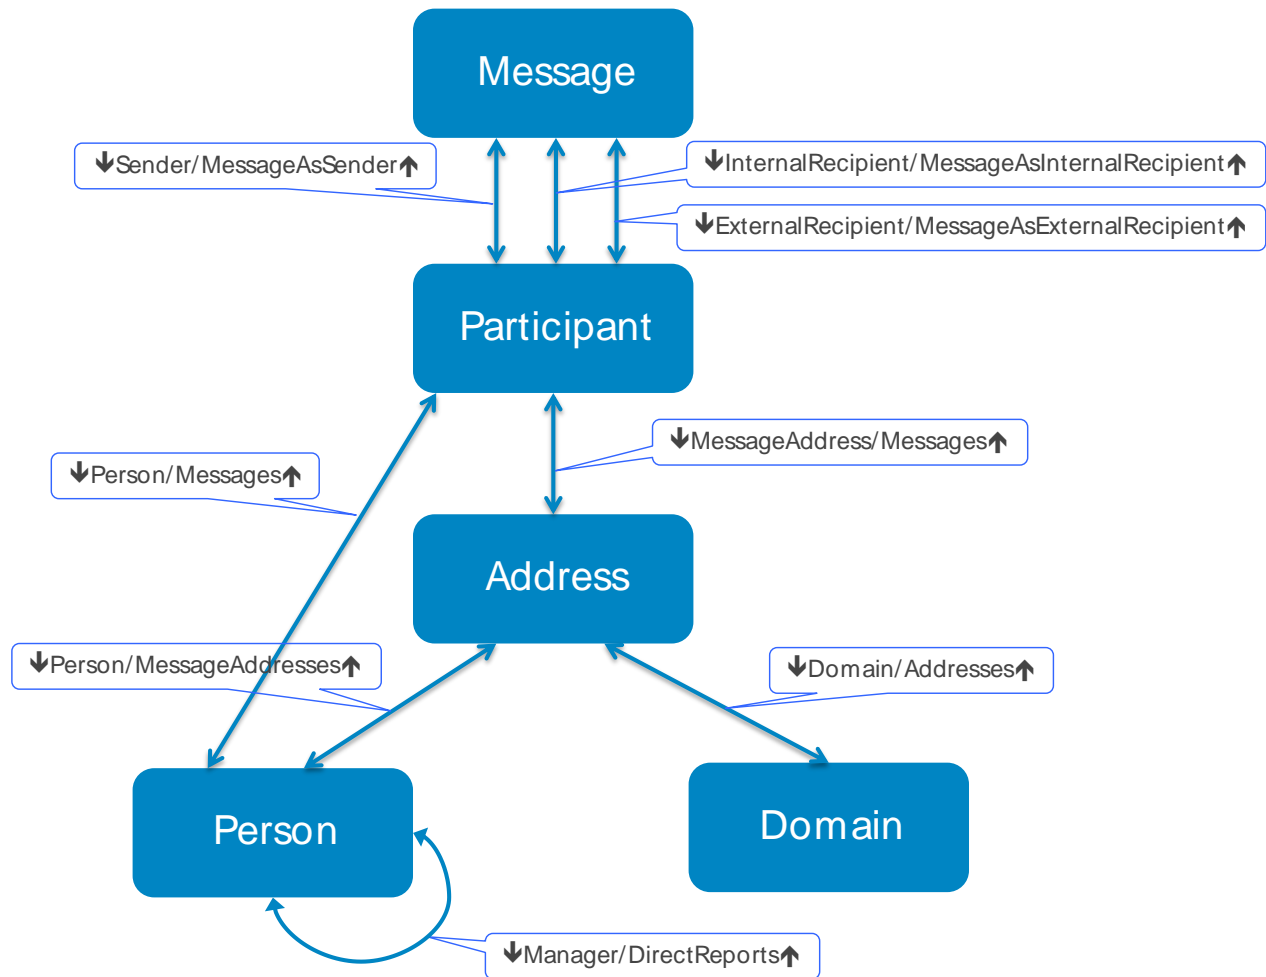 Message
🡻Sender/MessageAsSender🡹
🡻InternalRecipient/MessageAsInternalRecipient🡹
🡻ExternalRecipient/MessageAsExternalRecipient🡹
Participant
🡻MessageAddress/Messages🡹
🡻Person/Messages🡹
Address
🡻Person/MessageAddresses🡹
🡻Domain/Addresses🡹
Person
Domain
🡻Manager/DirectReports🡹